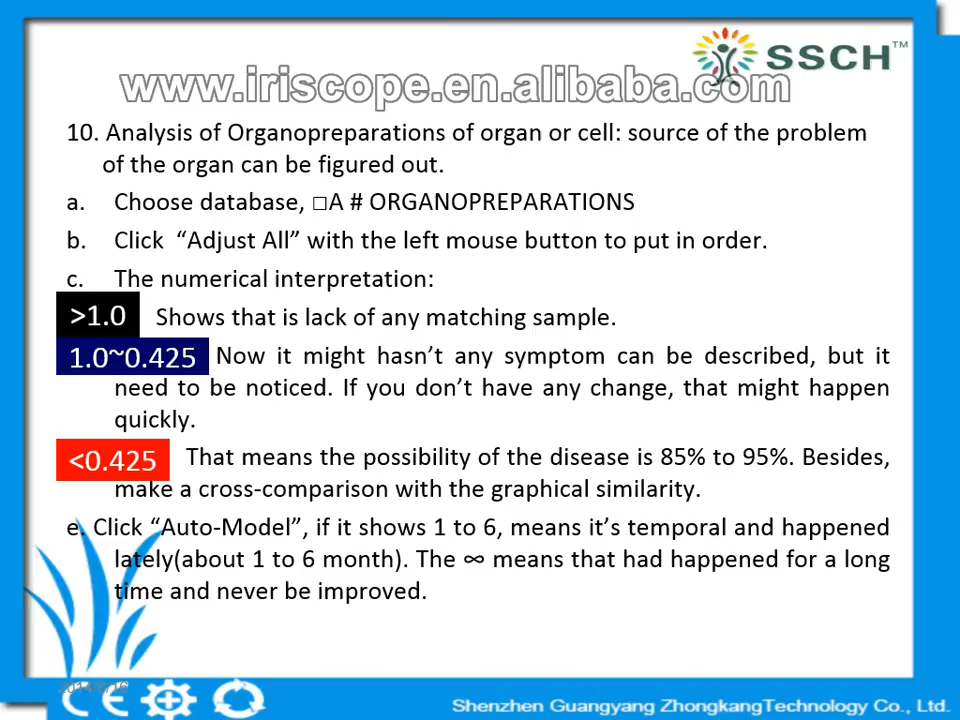 SSCH™
www.iriscope.en.alibaba.com
10. Analysis of Organopreparations of organ or cell: source of the problem
of the organ can be figured out.
a. Choose database, □A # ORGANOPREPARATIONS
b. Click “Adjust All” with the left mouse button to put in order.
c. The numerical interpretation:
>1.0 Shows that is lack of any matching sample.
1.0~0.425 Now it might hasn’t any symptom can be described, but it
need to be noticed. If you don’t have any change, that might happen
quickly.
<0.425 That means the possibility of the disease is 85% to 95%. Besides,
make a cross-comparison with the graphical similarity.
e. Click “Auto-Model”, if it shows 1 to 6, means it’s temporal and happened
lately(about 1 to 6 month). The ∞ means that had happened for a long
time and never be improved.
CE
Shenzhen Guangyang ZhongkangTechnology Co., Ltd.